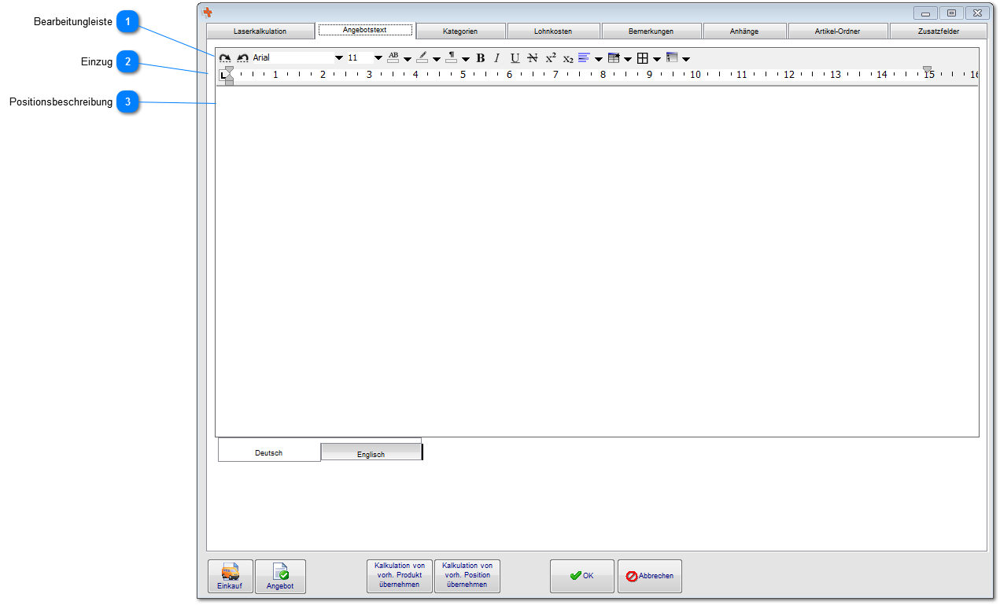 Bearbeitungleiste 1
Einzug 2
Positionsbeschreibung 3
Laserkalkulation Angebotstext Kategorien Lohnkosten Bemerkungen Anhänge Artikel-Ordner Zusatzfelder
Arial 11 AB ¶ B I U N x² x₂
L 1 2 3 4 5 6 7 8 9 10 11 12 13 14 15 16
Deutsch Englisch
Einkauf
Angebot
Kalkulation von
vorh. Produkt
übernehmen
Kalkulation von
vorh. Position
übernehmen
OK
Abbrechen